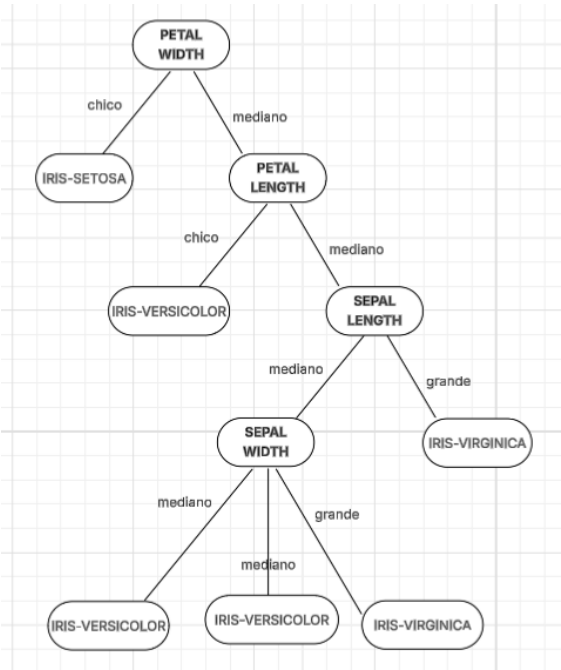 PETAL
WIDTH
chico
mediano
IRIS-SETOSA
PETAL
LENGTH
chico
mediano
IRIS-VERSICOLOR
SEPAL
LENGTH
mediano
grande
SEPAL
WIDTH
IRIS-VIRGINICA
mediano
grande
mediano
IRIS-VERSICOLOR
IRIS-VERSICOLOR
IRIS-VIRGINICA